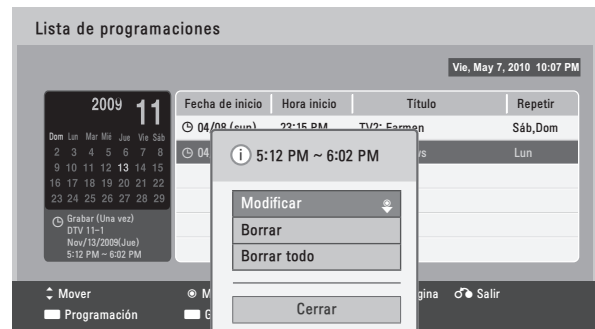 Lista de programaciones
Vie, May 7, 2010 10:07 PM
2009 11
Dom Lun Mar Mié Jue Vie Sáb
2 3 4 5 6 7 8
9 10 11 12 13 14 15
16 17 18 19 20 21 22
23 24 25 26 27 28 29
Grabar (Una vez)
DTV 11-1
Nov/13/2009(Jue)
5:12 PM ~ 6:02 PM
Fecha de inicio Hora inicio Título Repetir
04/08 (sun) 23:15 PM TV2: Farmen Sáb,Dom
04 ys Lun
5:12 PM ~ 6:02 PM
Modificar
Borrar
Borrar todo
Cerrar
Mover M gina Salir
Programación G